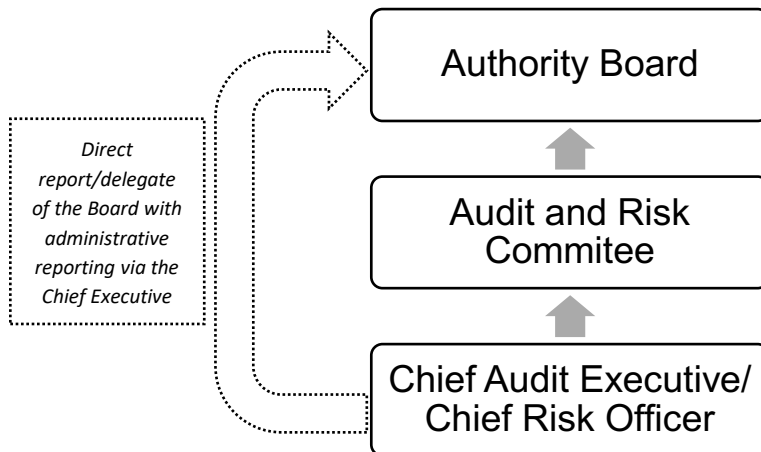 Authority Board
Direct
report/delegate
of the Board with
administrative
reporting via the
Chief Executive
Audit and Risk
Commitee
Chief Audit Executive/
Chief Risk Officer